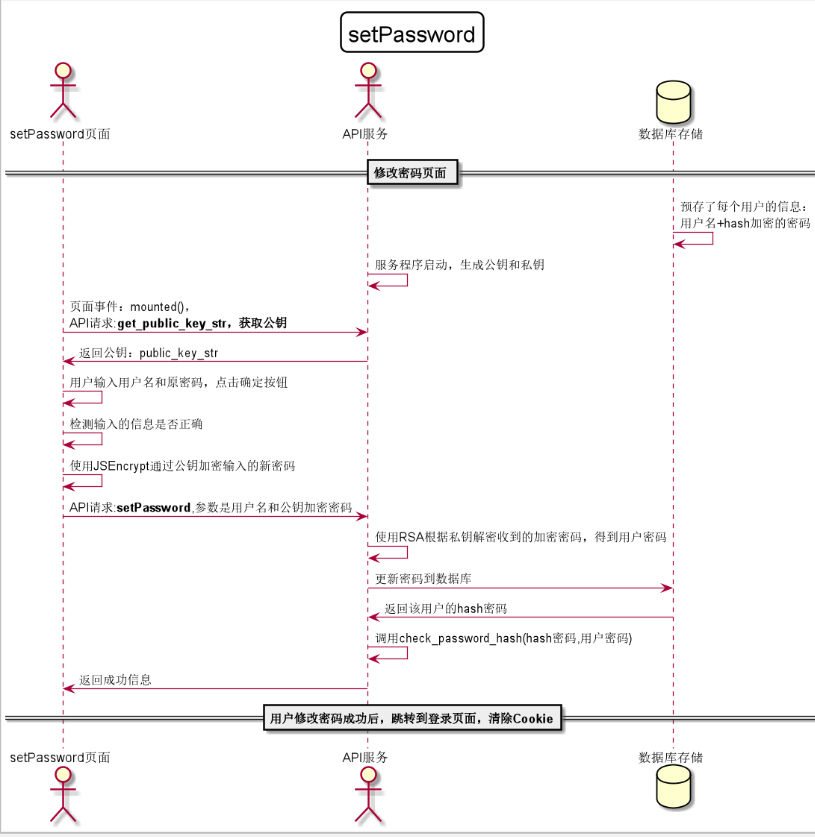 setPassword
setPassword页面
API服务
数据库存储
修改密码页面
预存了每个用户的信息：
用户名+hash加密的密码
服务程序启动，生成公钥和私钥
页面事件：mounted()，
API请求:get_public_key_str，获取公钥
返回公钥：public_key_str
用户输入用户名和原密码，点击确定按钮
检测输入的信息是否正确
使用JSEncrypt通过公钥加密输入的新密码
API请求:setPassword,参数是用户名和公钥加密密码
使用RSA根据私钥解密收到的加密密码，得到用户密码
更新密码到数据库
返回该用户的hash密码
调用check_password_hash(hash密码,用户密码)
返回成功信息
用户修改密码成功后，跳转到登录页面，清除Cookie
setPassword页面
API服务
数据库存储